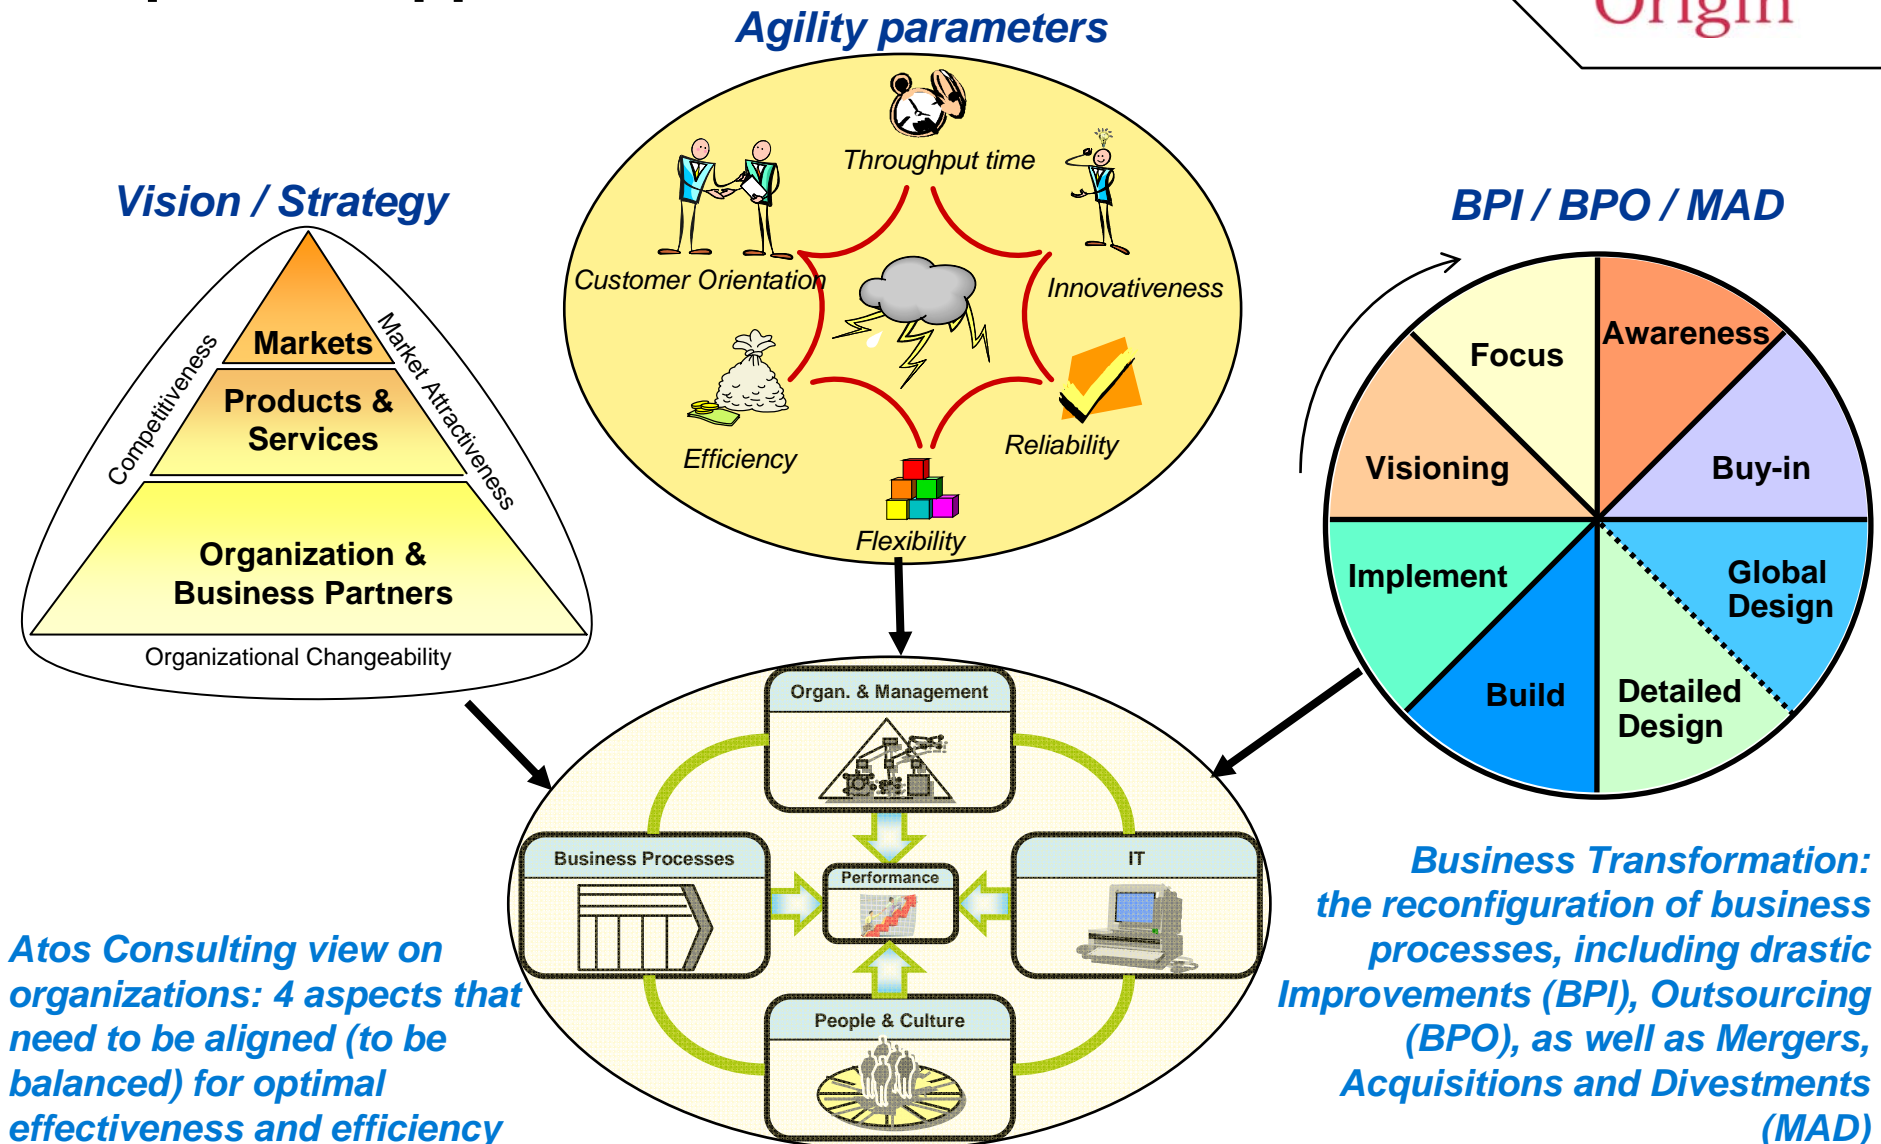 Origin
Agility parameters
Throughput time
Customer Orientation
Innovativeness
Efficiency
Reliability
Flexibility
Vision / Strategy
Markets
Products &
Services
Organization &
Business Partners
Competitiveness
Market Attractiveness
Organizational Changeability
BPI / BPO / MAD
Focus
Awareness
Visioning
Buy-in
Implement
Global
Design
Build
Detailed
Design
Organ. & Management
Business Processes
Performance
IT
People & Culture
Atos Consulting view on
organizations: 4 aspects that
need to be aligned (to be
balanced) for optimal
effectiveness and efficiency
Business Transformation:
the reconfiguration of business
processes, including drastic
Improvements (BPI), Outsourcing
(BPO), as well as Mergers,
Acquisitions and Divestments
(MAD)